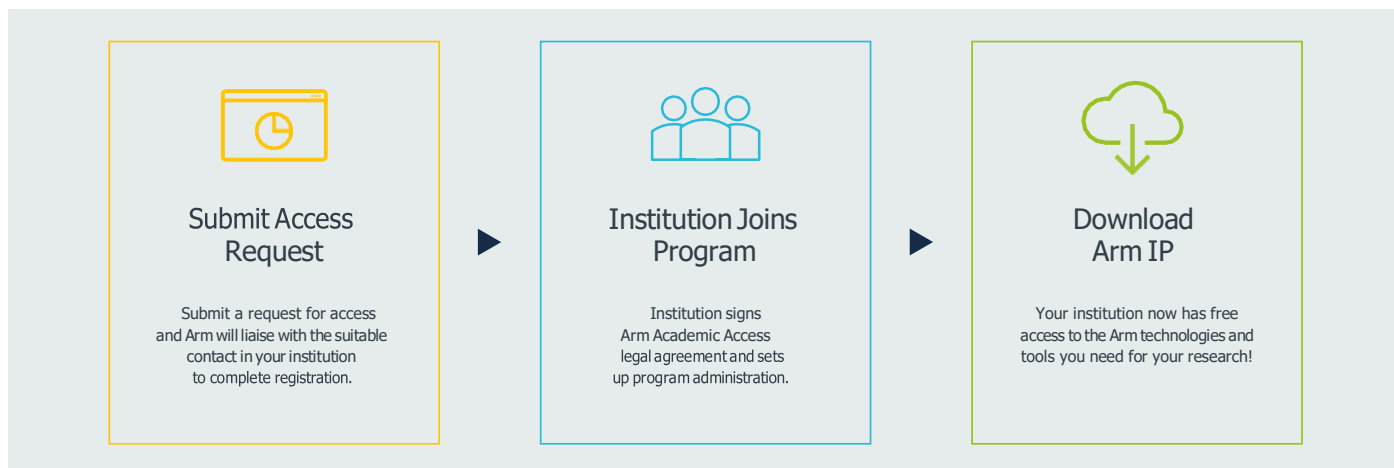 Submit Access
Request
Submit a request for access
and Arm will liaise with the suitable
contact in your institution
to complete registration.
Institution Joins
Program
Institution signs
Arm Academic Access
legal agreement and sets
up program administration.
Download
Arm IP
Your institution now has free
access to the Arm technologies and
tools you need for your research!